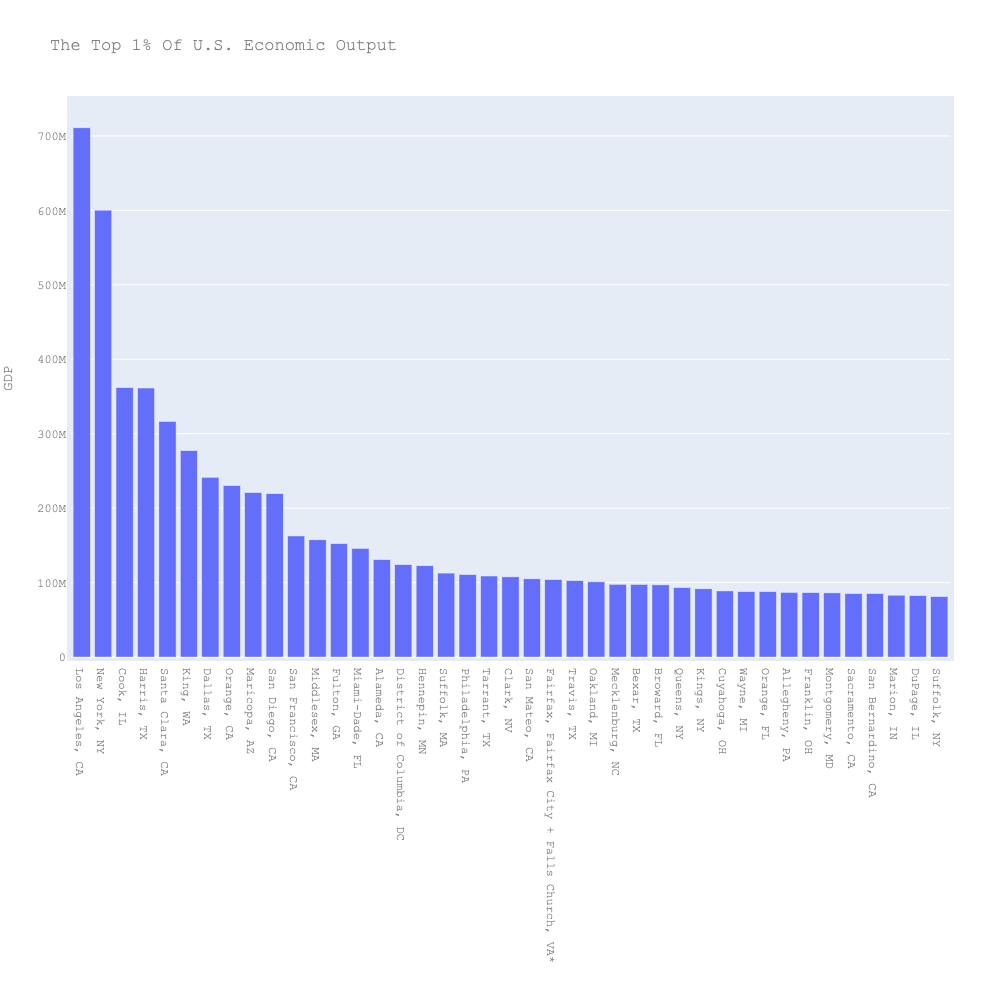 The Top 1% Of U.S. Economic Output
GDP
700M
600M
500M
400M
300M
200M
100M
0
Los Angeles, CA
New York, NY
Cook, IL
Harris, TX
Santa Clara, CA
King, WA
Dallas, TX
Orange, CA
Maricopa, AZ
San Diego, CA
San Francisco, CA
Middlesex, MA
Fulton, GA
Miami-Dade, FL
Alameda, CA
District of Columbia, DC
Hennepin, MN
Suffolk, MA
Philadelphia, PA
Tarrant, TX
Clark, NV
San Mateo, CA
Fairfax, Fairfax City + Falls Church, VA*
Travis, TX
Oakland, MI
Mecklenburg, NC
Bexar, TX
Broward, FL
Queens, NY
Kings, NY
Cuyahoga, OH
Wayne, MI
Orange, FL
Allegheny, PA
Franklin, OH
Montgomery, MD
Sacramento, CA
San Bernardino, CA
Marion, IN
DuPage, IL
Suffolk, NY